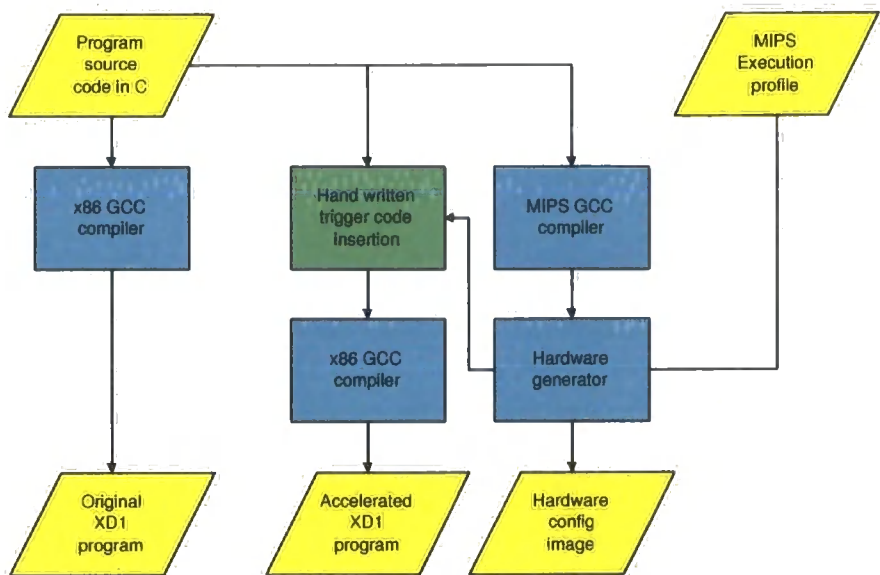 Program
source
code in C
MIPS
Execution
profile
x86 GCC
compiler
Hand written
trigger code
insertion
MIPS GCC
compiler
x86 GCC
compiler
Hardware
generator
Original
XD1
program
Accelerated
XD1
program
Hardware
config
image